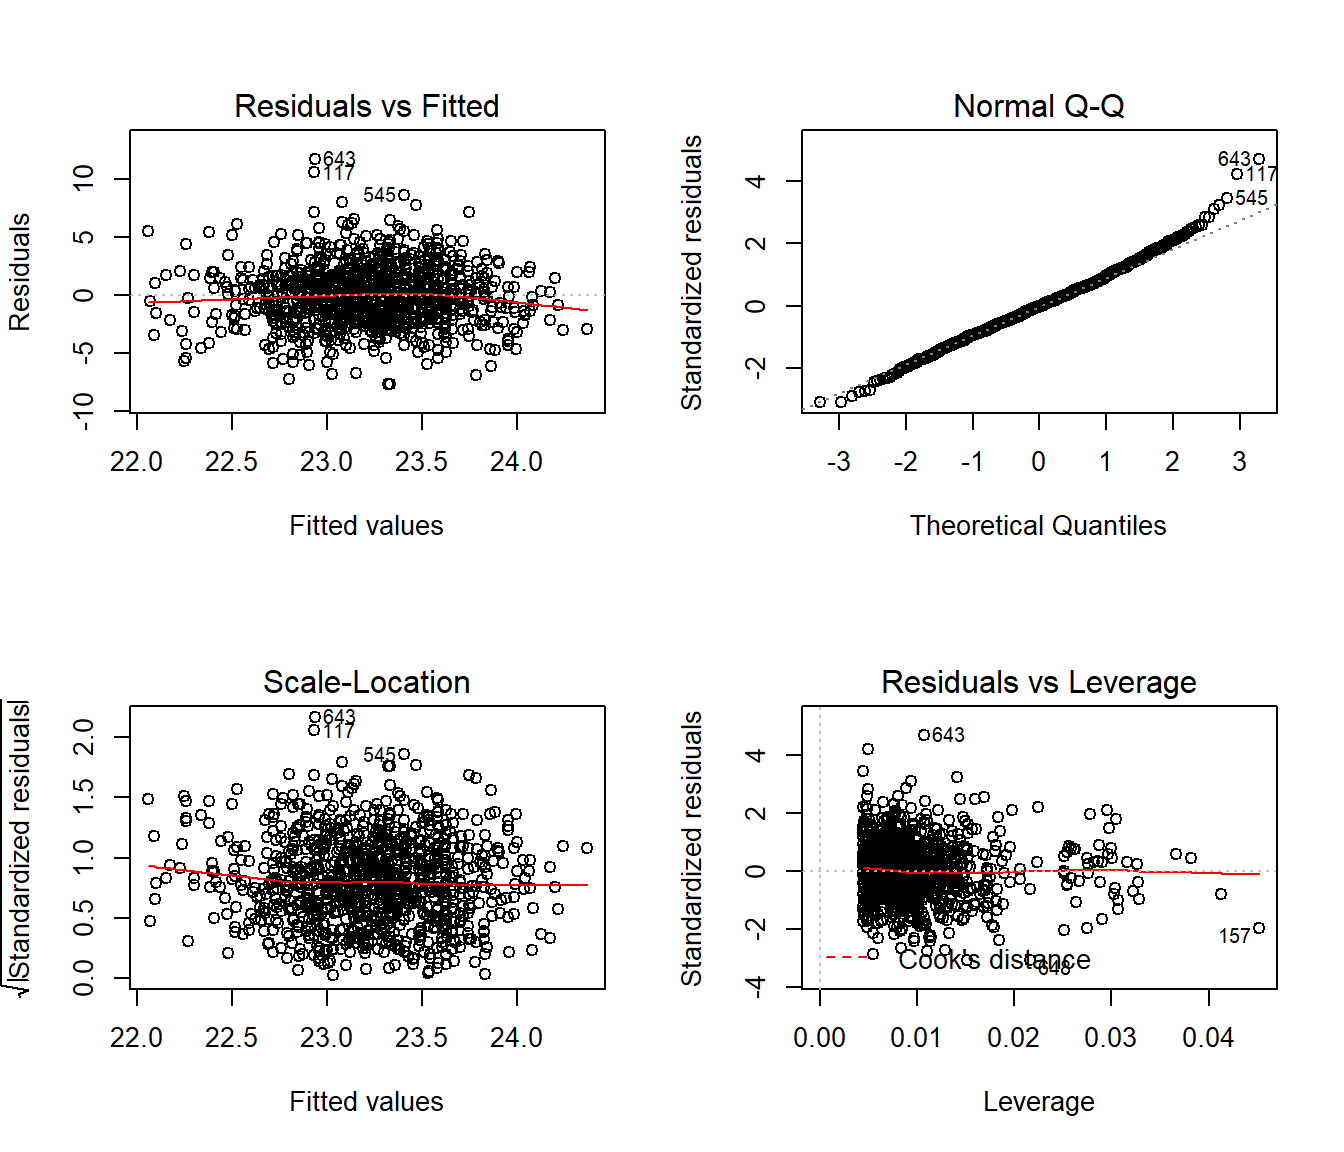 Residuals vs Fitted
Residuals
10
5
0
-5
-10
643
117
545
22.0 22.5 23.0 23.5 24.0
Fitted values
Normal Q-Q
Standardized residuals
4
2
0
-2
643
117
545
-3 -2 -1 0 1 2 3
Theoretical Quantiles
Scale-Location
√|Standardized residuals|
2.0
1.5
1.0
0.5
0.0
643
117
545
22.0 22.5 23.0 23.5 24.0
Fitted values
Residuals vs Leverage
Standardized residuals
4
2
0
-2
-4
643
157
Cook's distance
648
0.00 0.01 0.02 0.03 0.04
Leverage